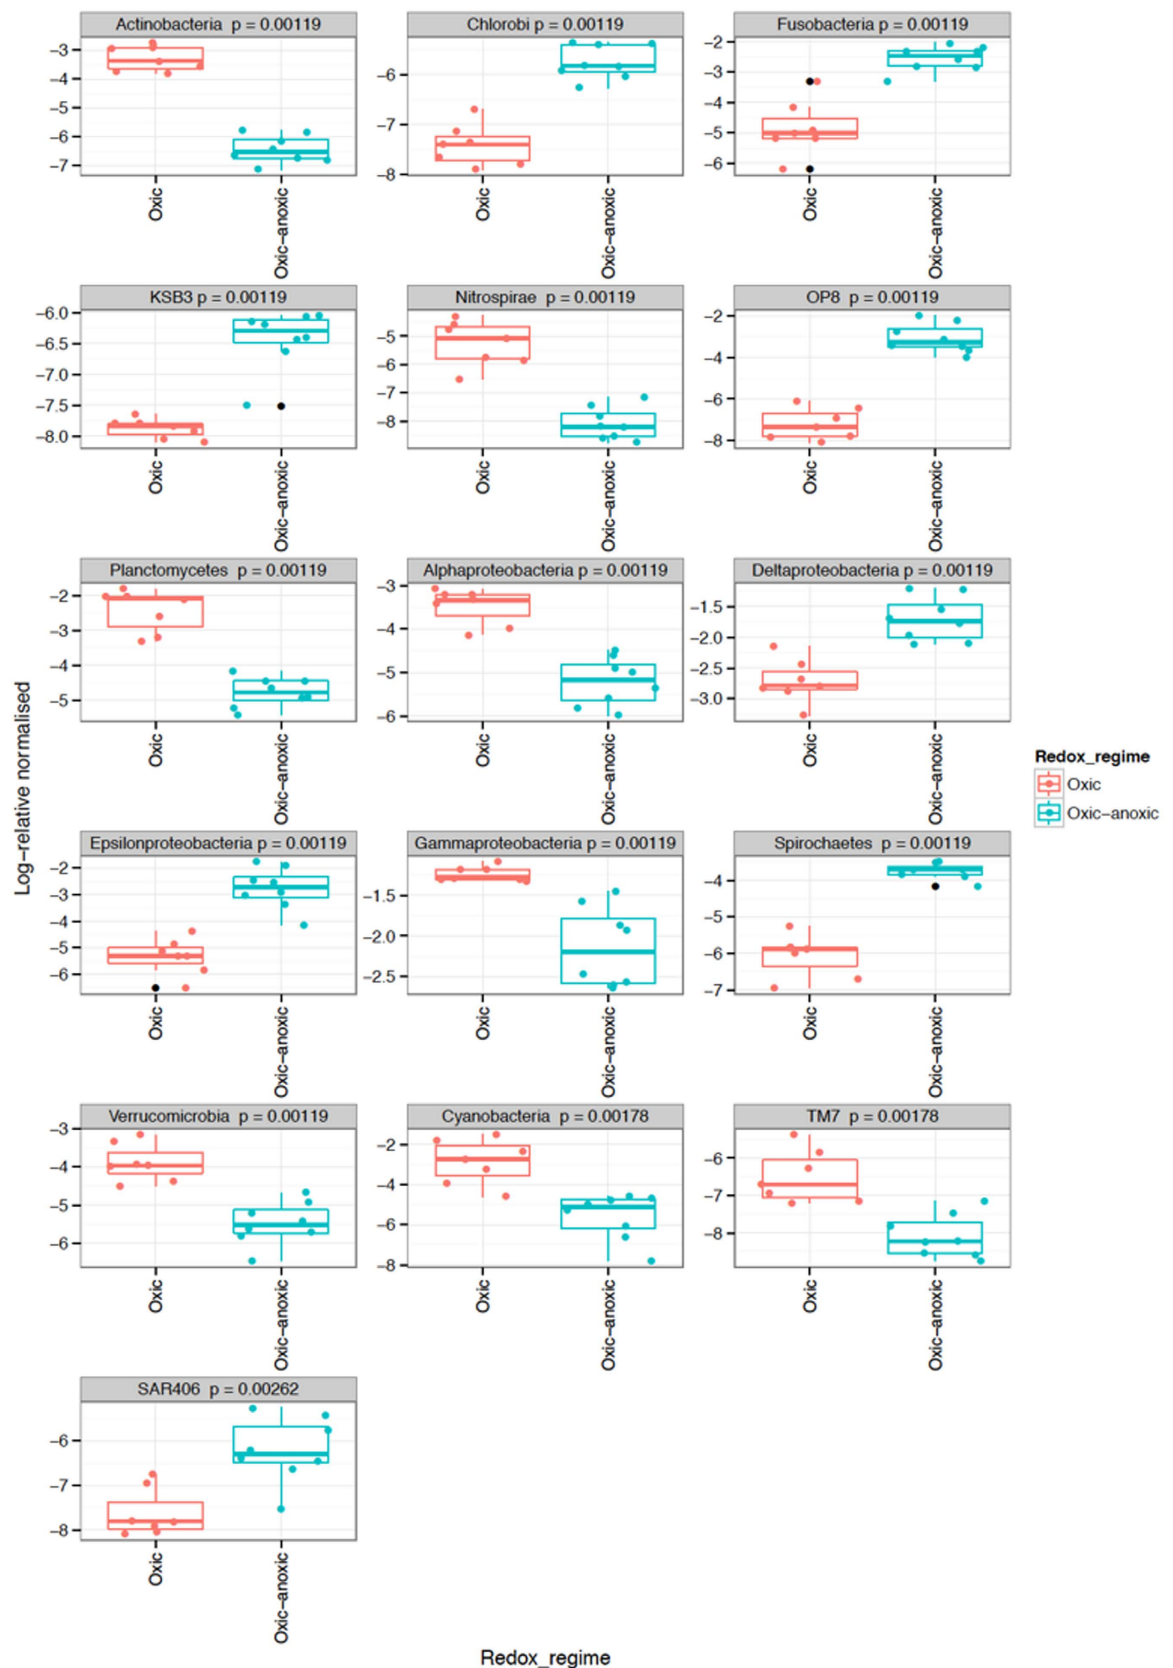 Actinobacteria p = 0.00119
Chlorobi p = 0.00119
Fusobacteria p = 0.00119
−3
−4
−5
−6
−7
−6
−7
−8
−2
−3
−4
−5
−6
Oxic
Oxic−anoxic
Oxic
Oxic−anoxic
Oxic
Oxic−anoxic
KSB3 p = 0.00119
Nitrospirae p = 0.00119
OP8 p = 0.00119
−6.0
−6.5
−7.0
−7.5
−8.0
−5
−6
−7
−8
−2
−4
−6
−8
Oxic
Oxic−anoxic
Oxic
Oxic−anoxic
Oxic
Oxic−anoxic
Planctomycetes p = 0.00119
Alphaproteobacteria p = 0.00119
Deltaproteobacteria p = 0.00119
−2
−3
−4
−5
−3
−4
−5
−6
−1.5
−2.0
−2.5
−3.0
Oxic
Oxic−anoxic
Oxic
Oxic−anoxic
Oxic
Oxic−anoxic
Log−relative normalised
Redox_regime
Oxic
Oxic−anoxic
Epsilonproteobacteria p = 0.00119
Gammaproteobacteria p = 0.00119
Spirochaetes p = 0.00119
−2
−3
−4
−5
−6
−1.5
−2.0
−2.5
−4
−5
−6
−7
Oxic
Oxic−anoxic
Oxic
Oxic−anoxic
Oxic
Oxic−anoxic
Verrucomicrobia p = 0.00119
Cyanobacteria p = 0.00178
TM7 p = 0.00178
−3
−4
−5
−6
−2
−4
−6
−8
−6
−7
−8
Oxic
Oxic−anoxic
Oxic
Oxic−anoxic
Oxic
Oxic−anoxic
SAR406 p = 0.00262
−6
−7
−8
Oxic
Oxic−anoxic
Redox_regime